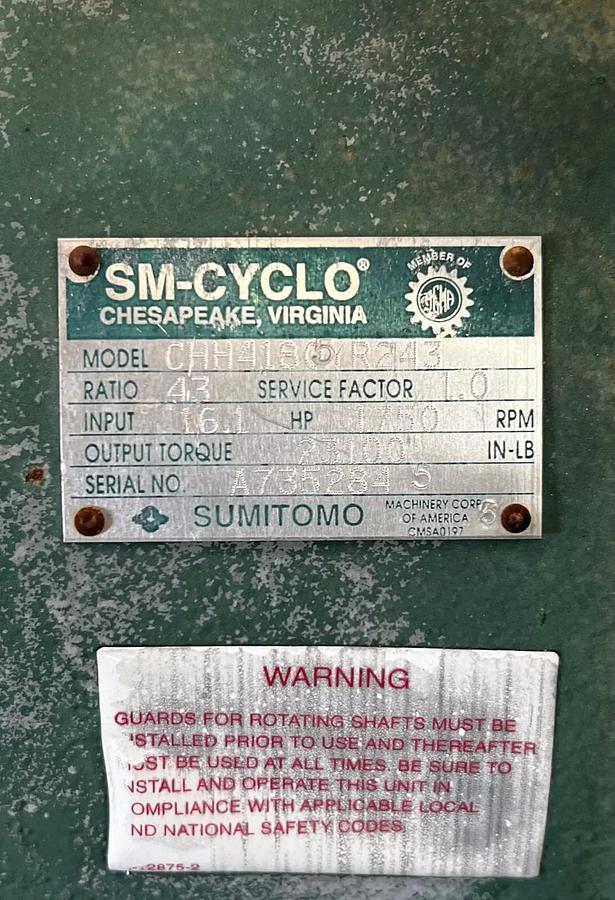 MEMBER OF
AGMA
SM-CYCLO®
CHESAPEAKE, VIRGINIA
MODEL
RATIO 43 SERVICE FACTOR 1.0
INPUT 16.1 HP 1750 RPM
OUTPUT TORQUE 23100 IN-LB
SERIAL NO. A735284 5
SUMITOMO
MACHINERY CORP
OF AMERICA
CMSA0197
WARNING
GUARDS FOR ROTATING SHAFTS MUST BE
STALLED PRIOR TO USE AND THEREAFTER
UST BE USED AT ALL TIMES. BE SURE TO
NSTALL AND OPERATE THIS UNIT IN
OMPLIANCE WITH APPLICABLE LOCAL
ND NATIONAL SAFETY CODES
2875-2